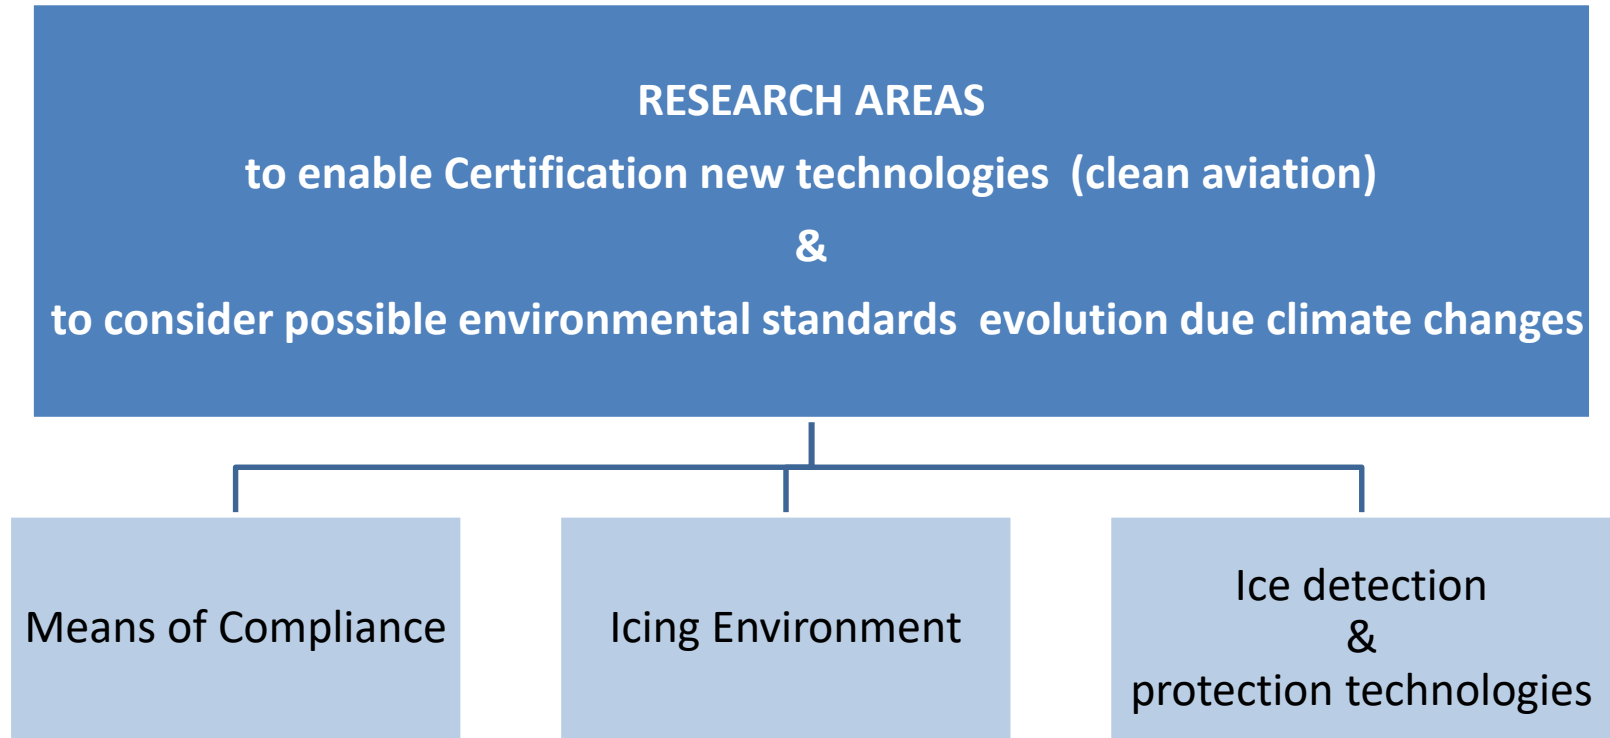 RESEARCH AREAS
to enable Certification new technologies  (clean aviation)
&
to consider possible environmental standards  evolution due climate changes
Means of Compliance
Icing Environment
Ice detection
&
protection technologies